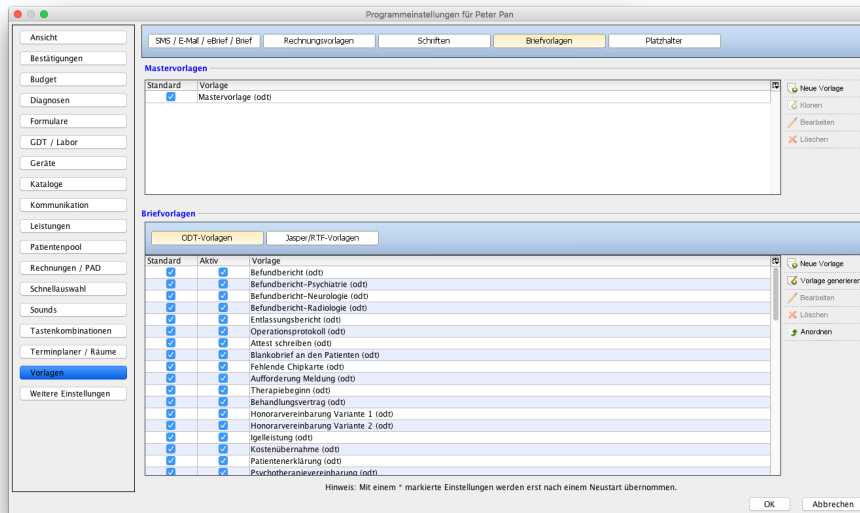 Programmeinstellungen für Peter Pan
Ansicht
Bestätigungen
Budget
Diagnosen
Formulare
GDT / Labor
Geräte
Kataloge
Kommunikation
Leistungen
Patientenpool
Rechnungen / PAD
Schnellauswahl
Sounds
Tastenkombinationen
Terminplaner / Räume
Vorlagen
Weitere Einstellungen
SMS / E-Mail / eBrief / Brief Rechnungsvorlagen Schriften Briefvorlagen Platzhalter
Mastervorlagen
Standard Vorlage
Mastervorlage (odt)
Neue Vorlage
Klonen
Bearbeiten
Löschen
Briefvorlagen
ODT-Vorlagen Jasper/RTF-Vorlagen
Standard Aktiv Vorlage
Befundbericht (odt)
Befundbericht-Psychiatrie (odt)
Befundbericht-Neurologie (odt)
Befundbericht-Radiologie (odt)
Entlassungsbericht (odt)
Operationsprotokoll (odt)
Attest schreiben (odt)
Blankobrief an den Patienten (odt)
Fehlende Chipkarte (odt)
Aufforderung Meldung (odt)
Therapiebeginn (odt)
Behandlungsvertrag (odt)
Honorarvereinbarung Variante 1 (odt)
Honorarvereinbarung Variante 2 (odt)
Igelleistung (odt)
Kostenübernahme (odt)
Patientenerklärung (odt)
Psychotherapievereinbarung (odt)
Neue Vorlage
Vorlage generieren
Bearbeiten
Löschen
Anordnen
Hinweis: Mit einem * markierte Einstellungen werden erst nach einem Neustart übernommen.
OK Abbrechen